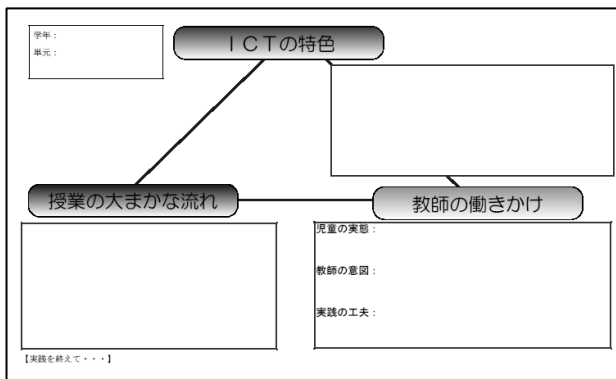 学年：
単元：
ＩＣＴの特色
授業の大まかな流れ
教師の働きかけ
児童の実態：
教師の意図：
実践の工夫：
【実践を終えて・・・】